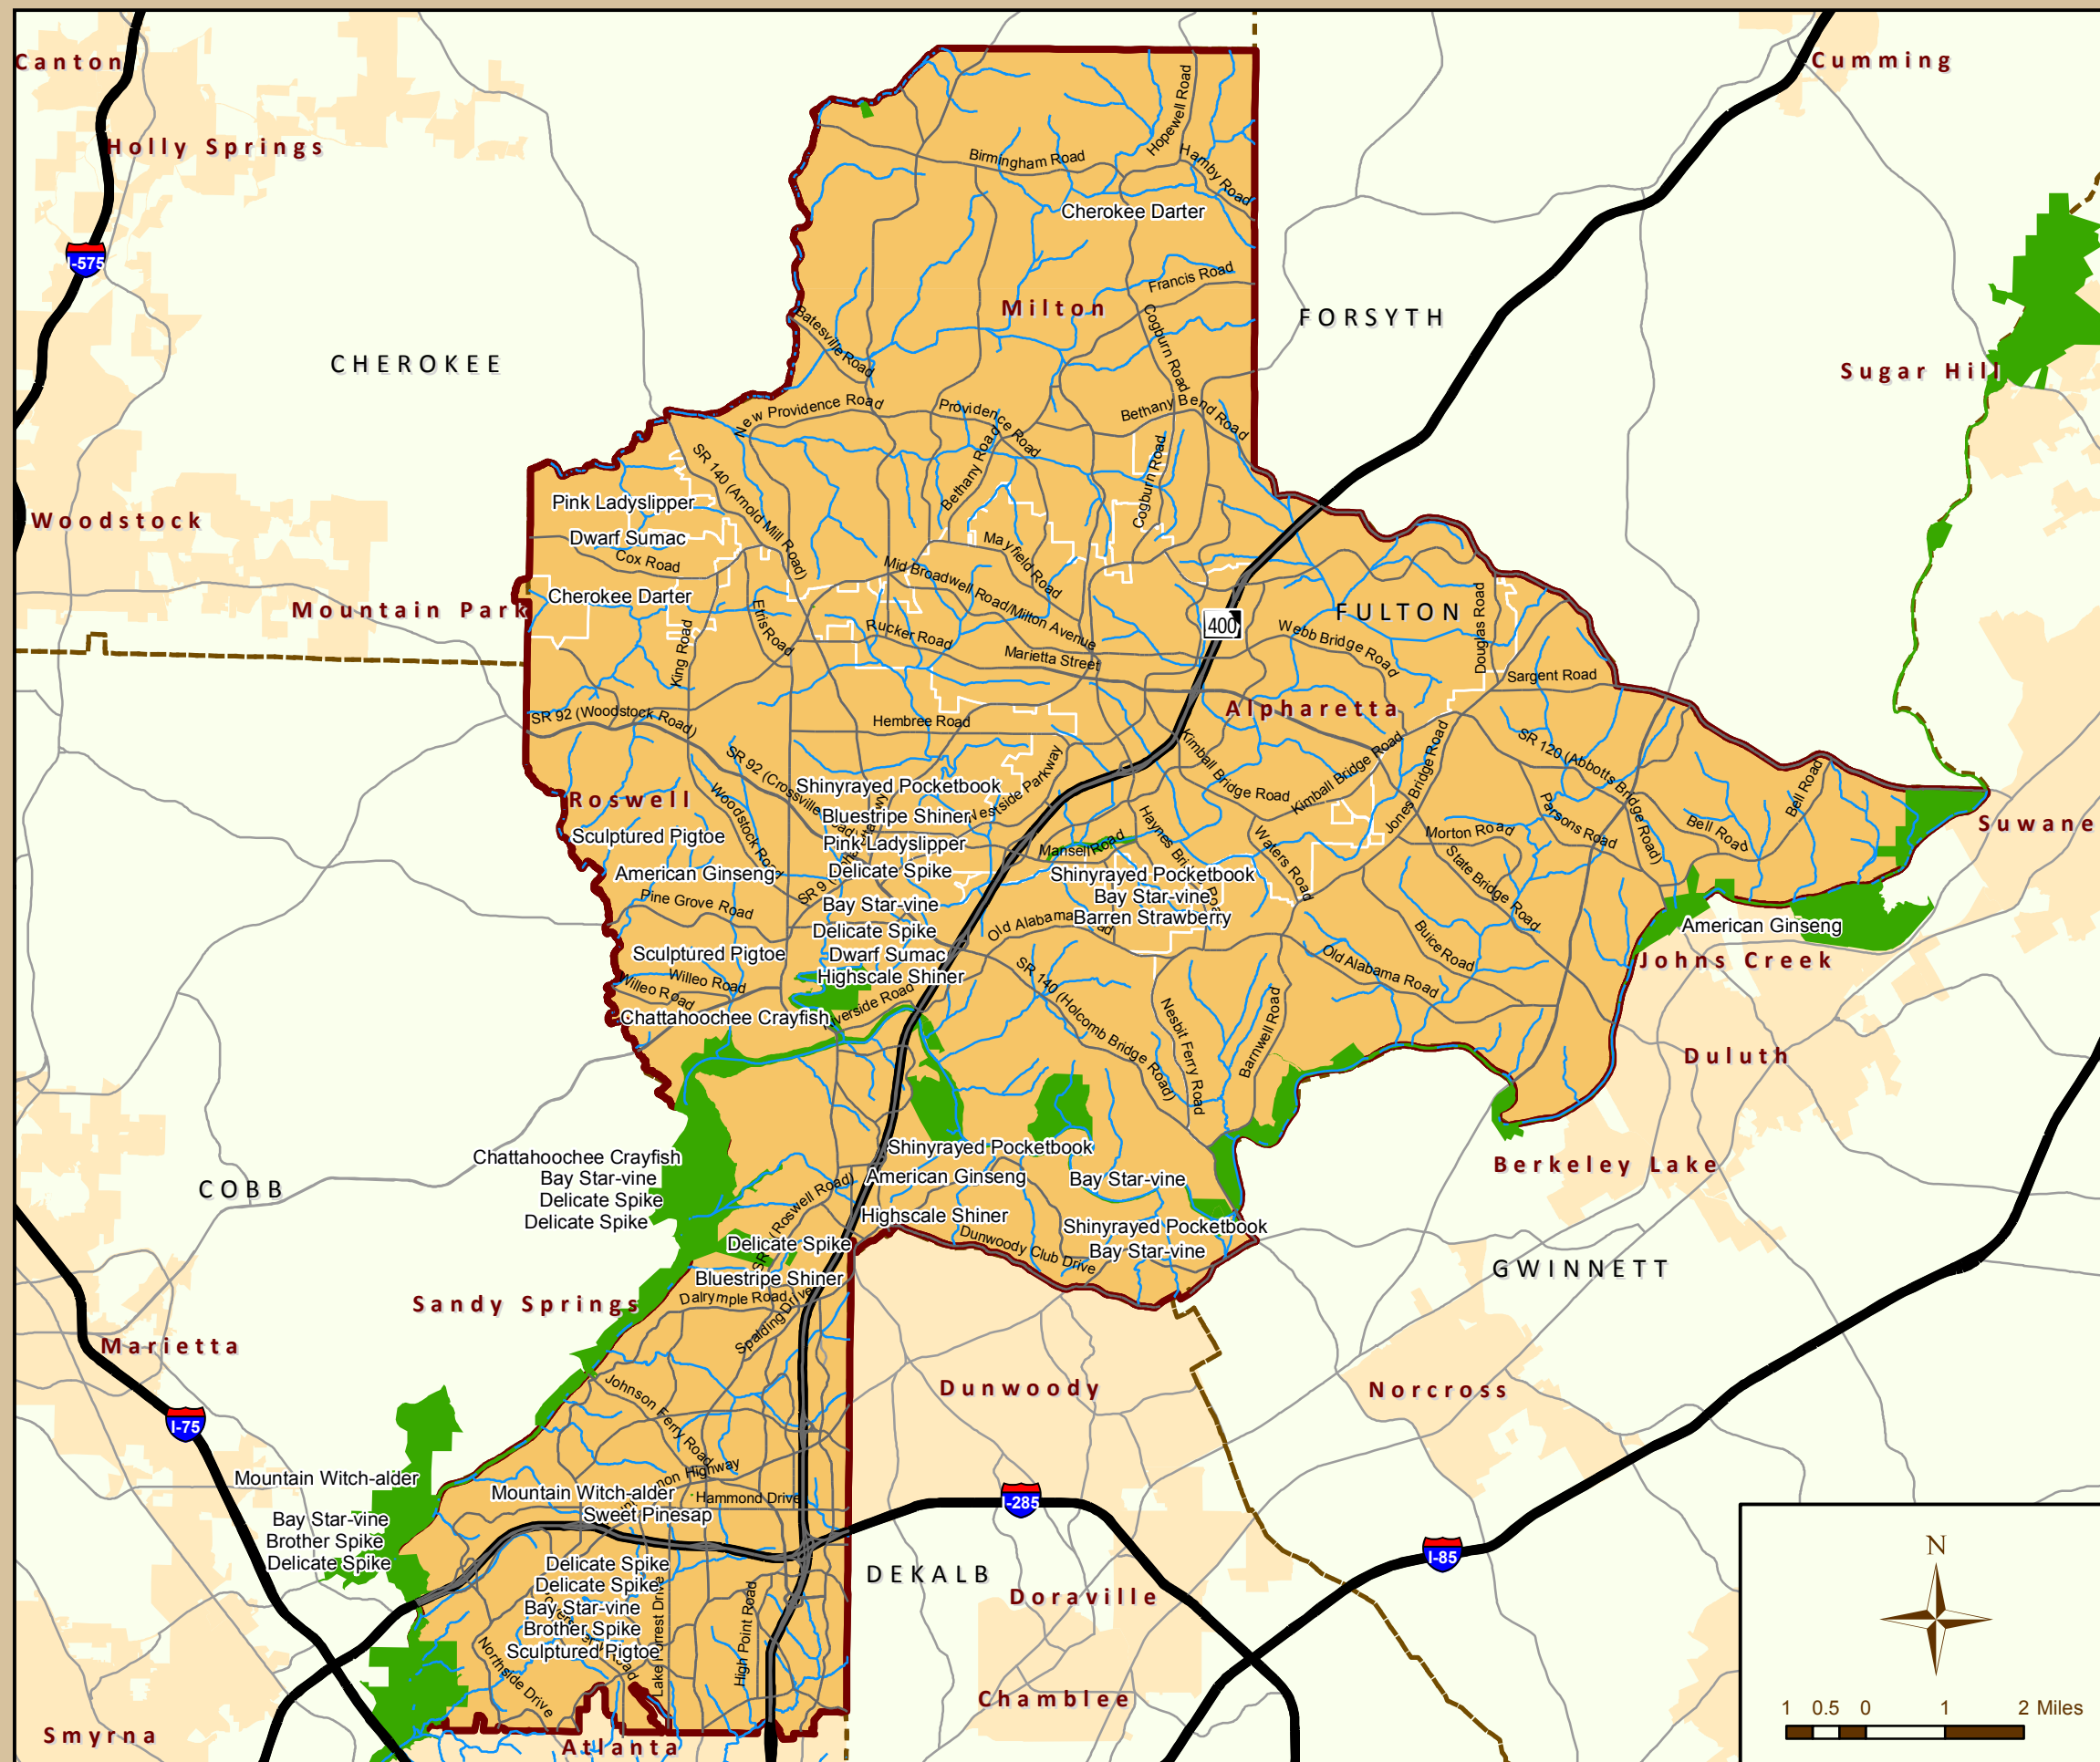 Canton
Cumming
Holly Springs
Hopewell Road
Birmingham Road
Hamby Road
Cherokee Darter
I-575
Francis Road
Milton
FORSYTH
Batesville Road
Cogburn Road
CHEROKEE
Sugar Hill
New Providence Road
Providence Road
Bethany Bend Road
SR 140 (Arnold Mill Road)
Bethany Road
Cogburn Road
Pink Ladyslipper
Woodstock
Dwarf Sumac
Cox Road
Mayfield Road
Mid Broadwell Road/Milton Avenue
Cherokee Darter
Mountain Park
Etris Road
King Road
Rucker Road
Marietta Street
400
FULTON
Webb Bridge Road
Douglas Road
Sargent Road
SR 92 (Woodstock Road)
Hembree Road
Alpharetta
SR 120 (Abbotts Bridge Road)
Kimball Bridge Road
Kimball Bridge Road
Jones Bridge Road
SR 92 (Crossville Road)
Westside Parkway
Shinyrayed Pocketbook
Roswell
Woodstock Road
Bluestripe Shiner
Sculptured Pigtoe
Pink Ladyslipper
Mansell Road
Haynes Bridge Road
Waters Road
Morton Road
Parsons Road
Bell Road
Bell Road
Suwane
American Ginseng
Delicate Spike
SR 9
Shinyrayed Pocketbook
Bay Star-vine
Barren Strawberry
State Bridge Road
Pine Grove Road
Bay Star-vine
Delicate Spike
Old Alabama Road
Buice Road
American Ginseng
Sculptured Pigtoe
Dwarf Sumac
Highscale Shiner
Johns Creek
Willeo Road
Willeo Road
Old Alabama Road
SR 140 (Holcomb Bridge Road)
Chattahoochee Crayfish
Riverside Road
Nesbit Ferry Road
Barnwell Road
Duluth
Shinyrayed Pocketbook
Chattahoochee Crayfish
Bay Star-vine
Delicate Spike
Delicate Spike
American Ginseng
Bay Star-vine
Berkeley Lake
COBB
(Roswell Road)
Highscale Shiner
Shinyrayed Pocketbook
Bay Star-vine
Delicate Spike
Dunwoody Club Drive
Bluestripe Shiner
GWINNETT
Sandy Springs
Dalrymple Road
Spalding Drive
Marietta
Johnson Ferry Road
Dunwoody
Norcross
I-75
Mountain Witch-alder
Highway
Mountain Witch-alder
Hammond Drive
Sweet Pinesap
I-285
Bay Star-vine
Brother Spike
Delicate Spike
I-85
Delicate Spike
Delicate Spike
Bay Star-vine
Brother Spike
Sculptured Pigtoe
DEKALB
Doraville
Lake Forrest Drive
High Point Road
Northside Drive
Chamblee
Smyrna
Atlanta
N
1 0.5 0 1 2 Miles